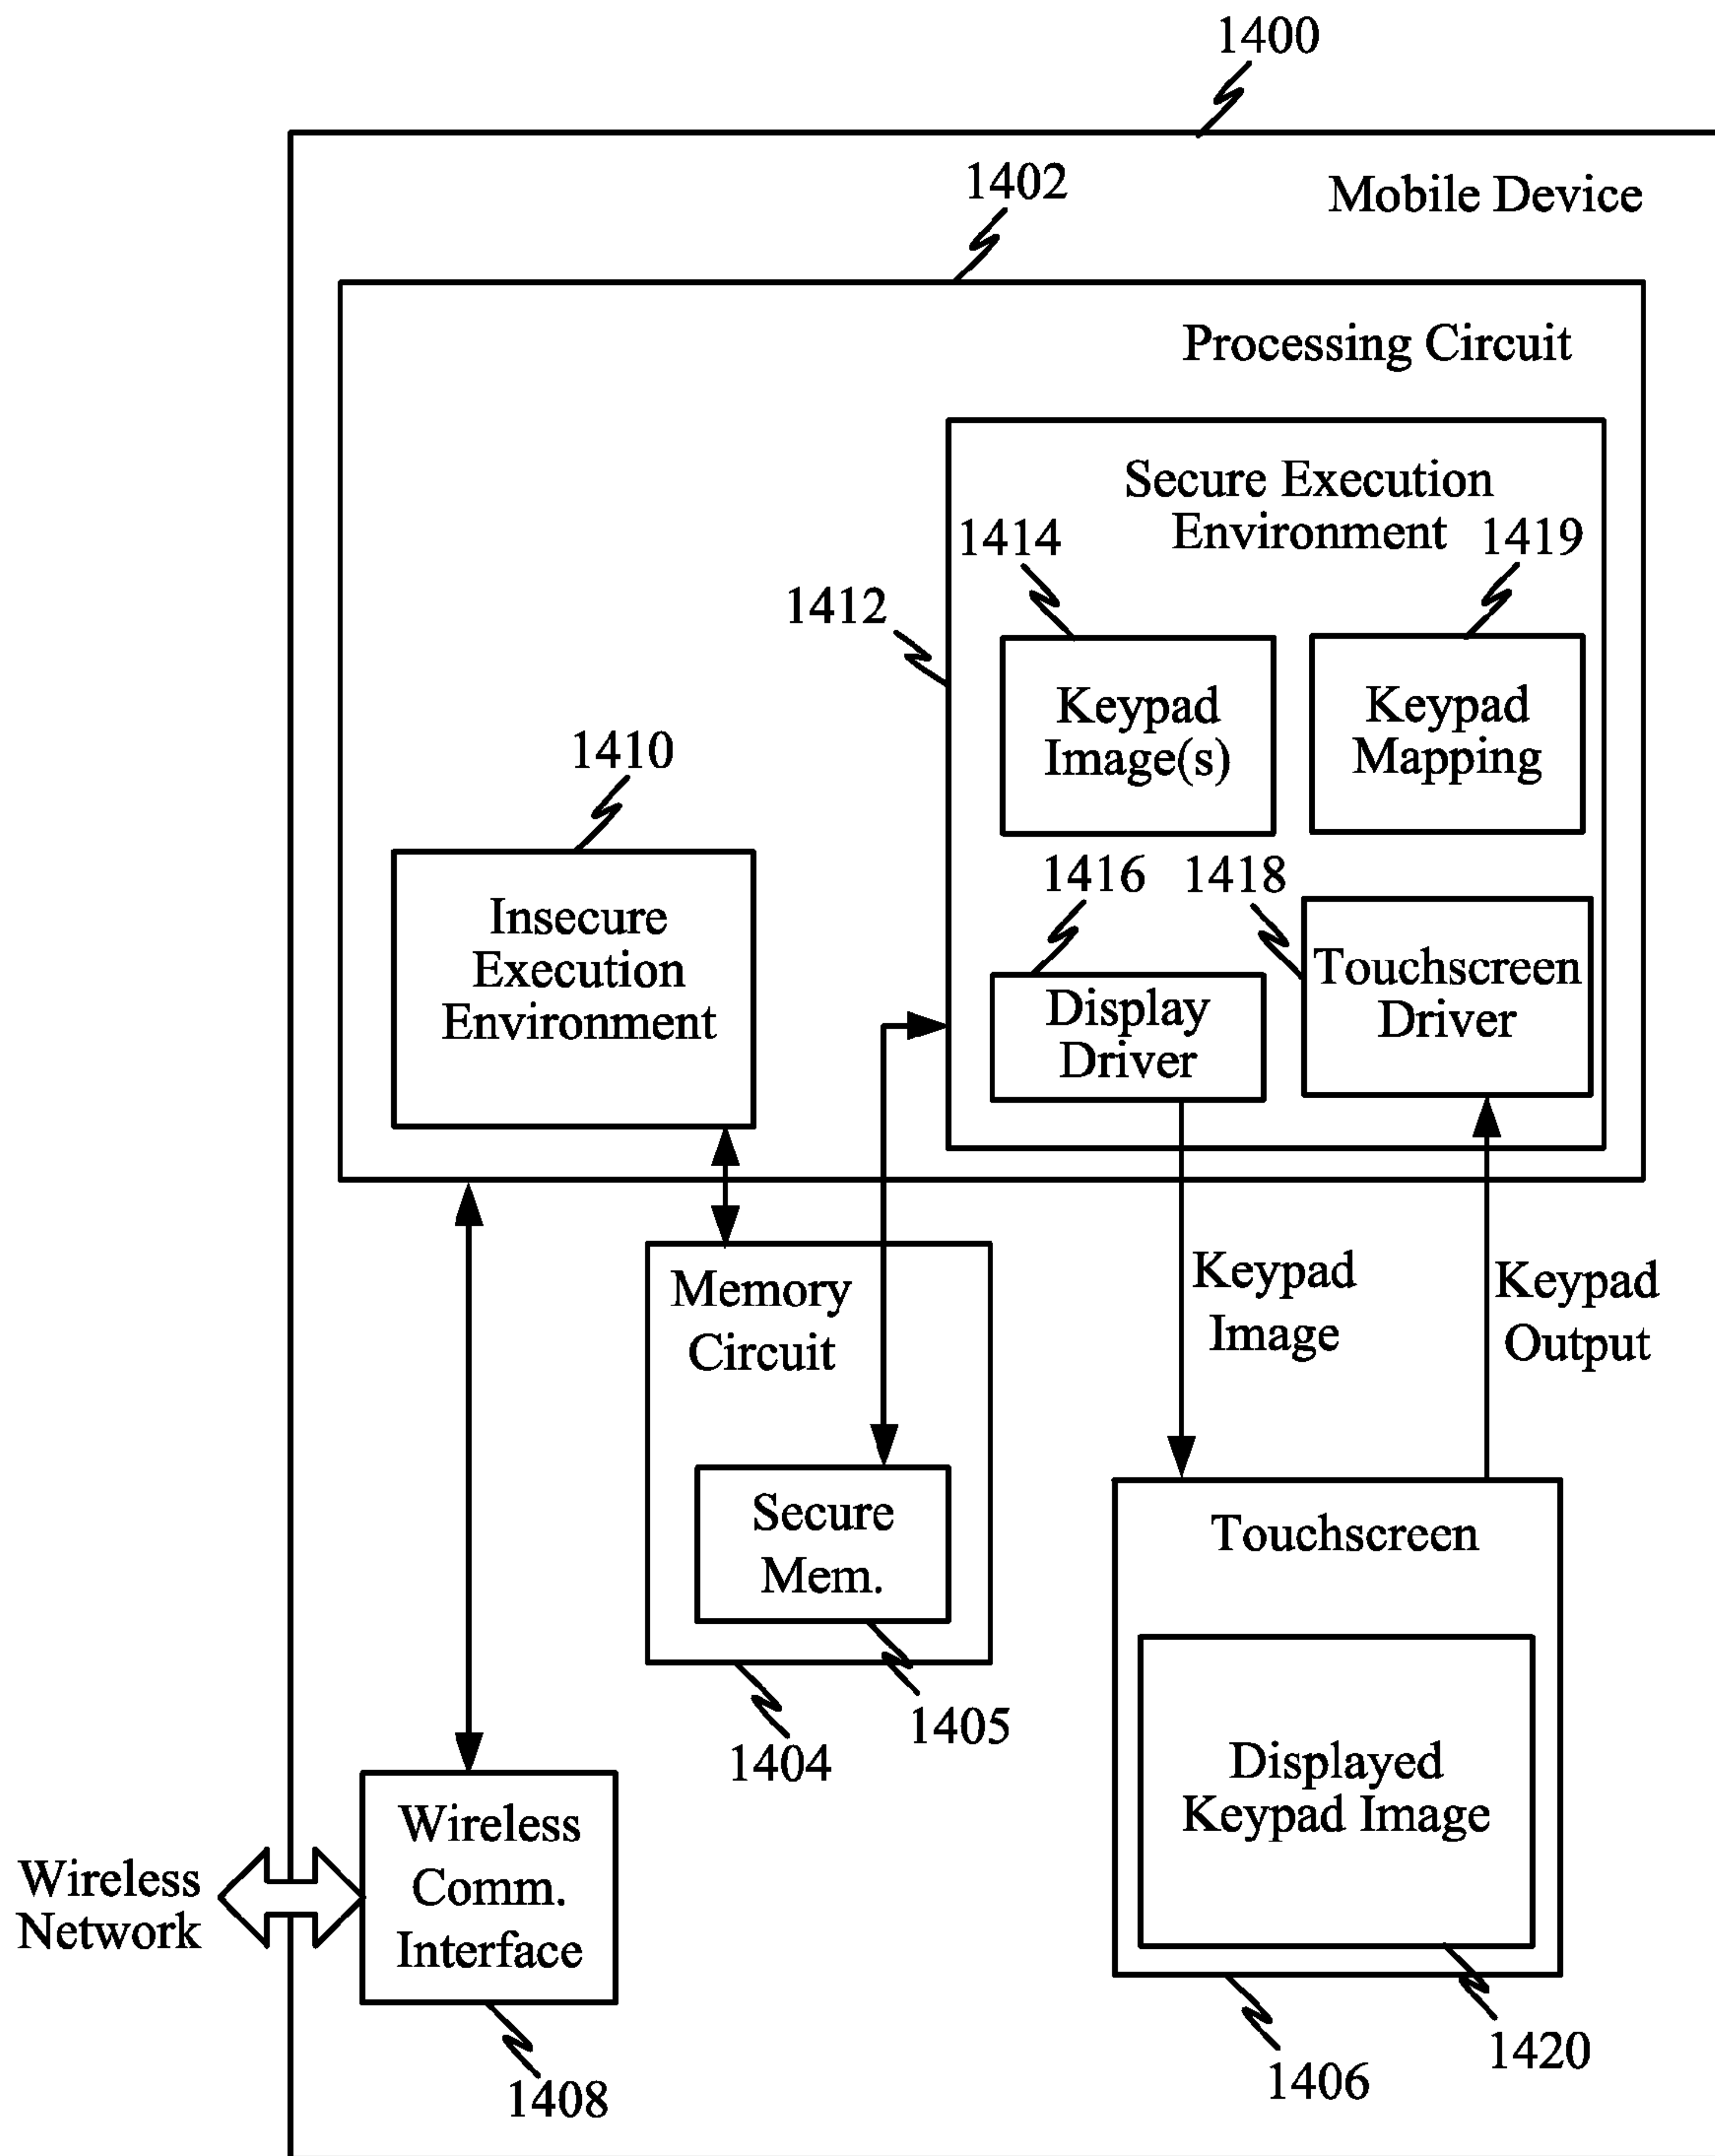 1400
1402
Mobile Device
Processing Circuit
Secure Execution
Environment
1414
1419
1412
Keypad
Image(s)
Keypad
Mapping
1410
1416
1418
Insecure
Execution
Environment
Touchscreen
Driver
Display
Driver
Keypad
Image
Keypad
Output
Memory
Circuit
Secure
Mem.
Touchscreen
1405
1404
Displayed
Keypad Image
Wireless
Comm.
Interface
Wireless
Network
1420
1406
1408